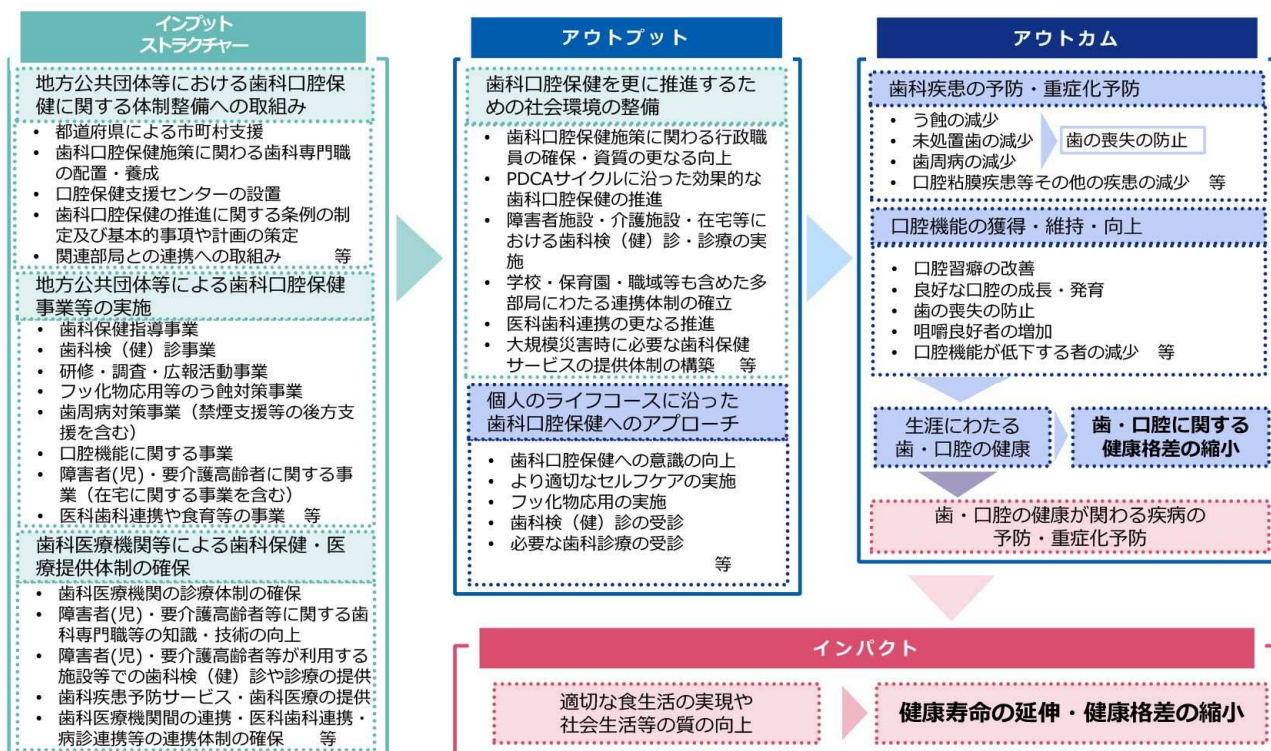 インプット
ストラクチャー
地方公共団体等における歯科口腔保
健に関する体制整備への取組み
• 都道府県による市町村支援
• 歯科口腔保健施策に関わる歯科専門職
の配置・養成
• 口腔保健支援センターの設置
• 歯科口腔保健の推進に関する条例の制
定及び基本的事項や計画の策定
• 関連部局との連携への取組み 等
地方公共団体等による歯科口腔保健
事業等の実施
• 歯科保健指導事業
• 歯科検（健）診事業
• 研修・調査・広報活動事業
• フッ化物応用等のう蝕対策事業
• 歯周病対策事業（禁煙支援等の後方支
援を含む）
• 口腔機能に関する事業
• 障害者(児)・要介護高齢者に関する事
業（在宅に関する事業を含む）
• 医科歯科連携や食育等の事業 等
歯科医療機関等による歯科保健・医
療提供体制の確保
• 歯科医療機関の診療体制の確保
• 障害者(児)・要介護高齢者等に関する歯
科専門職等の知識・技術の向上
• 障害者(児)・要介護高齢者等が利用する
施設等での歯科検（健）診や診療の提供
• 歯科疾患予防サービス・歯科医療の提供
• 歯科医療機関間の連携・医科歯科連携・
病診連携等の連携体制の確保 等
アウトプット
歯科口腔保健を更に推進するた
めの社会環境の整備
• 歯科口腔保健施策に関わる行政職
員の確保・資質の更なる向上
• PDCAサイクルに沿った効果的な
歯科口腔保健の推進
• 障害者施設・介護施設・在宅等に
おける歯科検（健）診・診療の実
施
• 学校・保育園・職域等も含めた多
部局にわたる連携体制の確立
• 医科歯科連携の更なる推進
• 大規模災害時に必要な歯科保健
サービスの提供体制の構築 等
個人のライフコースに沿った
歯科口腔保健へのアプローチ
• 歯科口腔保健への意識の向上
• より適切なセルフケアの実施
• フッ化物応用の実施
• 歯科検（健）診の受診
• 必要な歯科診療の受診
等
アウトカム
歯科疾患の予防・重症化予防
• う蝕の減少
• 未処置歯の減少
• 歯周病の減少
歯の喪失の防止
• 口腔粘膜疾患等その他の疾患の減少 等
口腔機能の獲得・維持・向上
• 口腔習癖の改善
• 良好な口腔の成長・発育
• 歯の喪失の防止
• 咀嚼良好者の増加
• 口腔機能が低下する者の減少 等
生涯にわたる
歯・口腔の健康
歯・口腔に関する
健康格差の縮小
歯・口腔の健康が関わる疾病の
予防・重症化予防
インパクト
適切な食生活の実現や
社会生活等の質の向上
健康寿命の延伸・健康格差の縮小